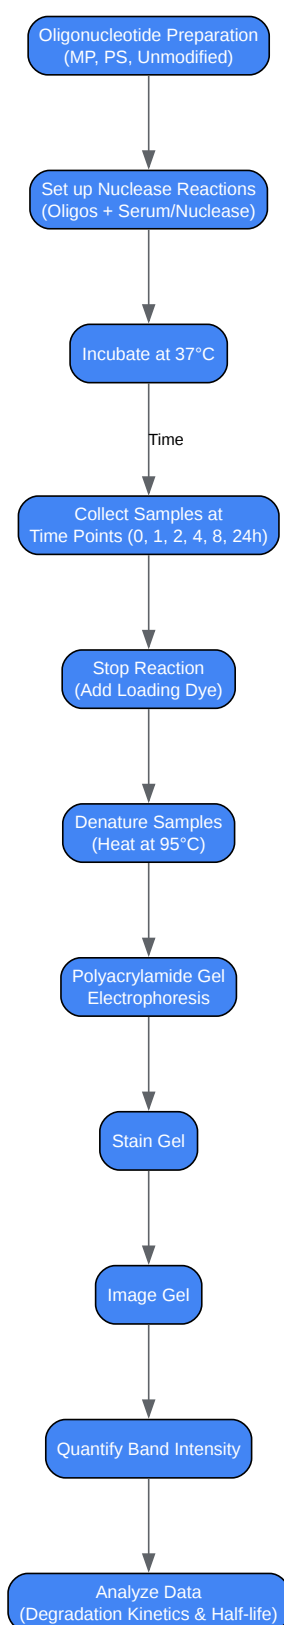 Oligonucleotide Preparation
(MP, PS, Unmodified)
Set up Nuclease Reactions
(Oligos + Serum/Nuclease)
Incubate at 37°C
Time
Collect Samples at
Time Points (0, 1, 2, 4, 8, 24h)
Stop Reaction
(Add Loading Dye)
Denature Samples
(Heat at 95°C)
Polyacrylamide Gel
Electrophoresis
Stain Gel
Image Gel
Quantify Band Intensity
Analyze Data
(Degradation Kinetics & Half-life)